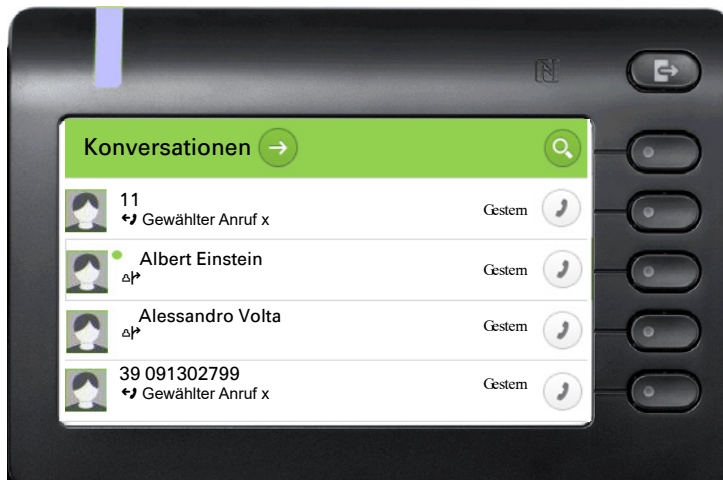 Konversationen
11
Gestern
Gewählter Anruf x
Albert Einstein
Gestern
Alessandro Volta
Gestern
39 091302799
Gestern
Gewählter Anruf x